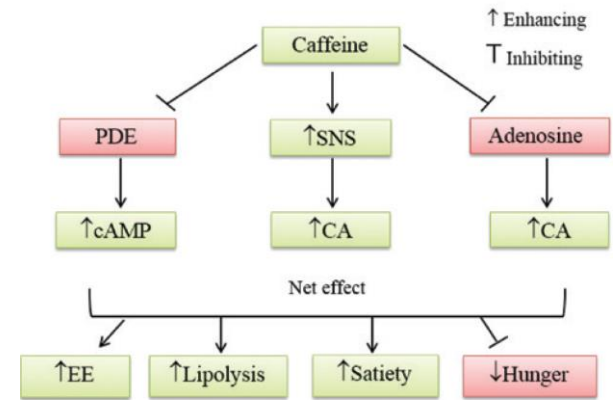 ↑ Enhancing
Caffeine
⊤ Inhibiting
PDE
↑SNS
Adenosine
↑cAMP
↑CA
↑CA
Net effect
↑EE
↑Lipolysis
↑Satiety
↓Hunger